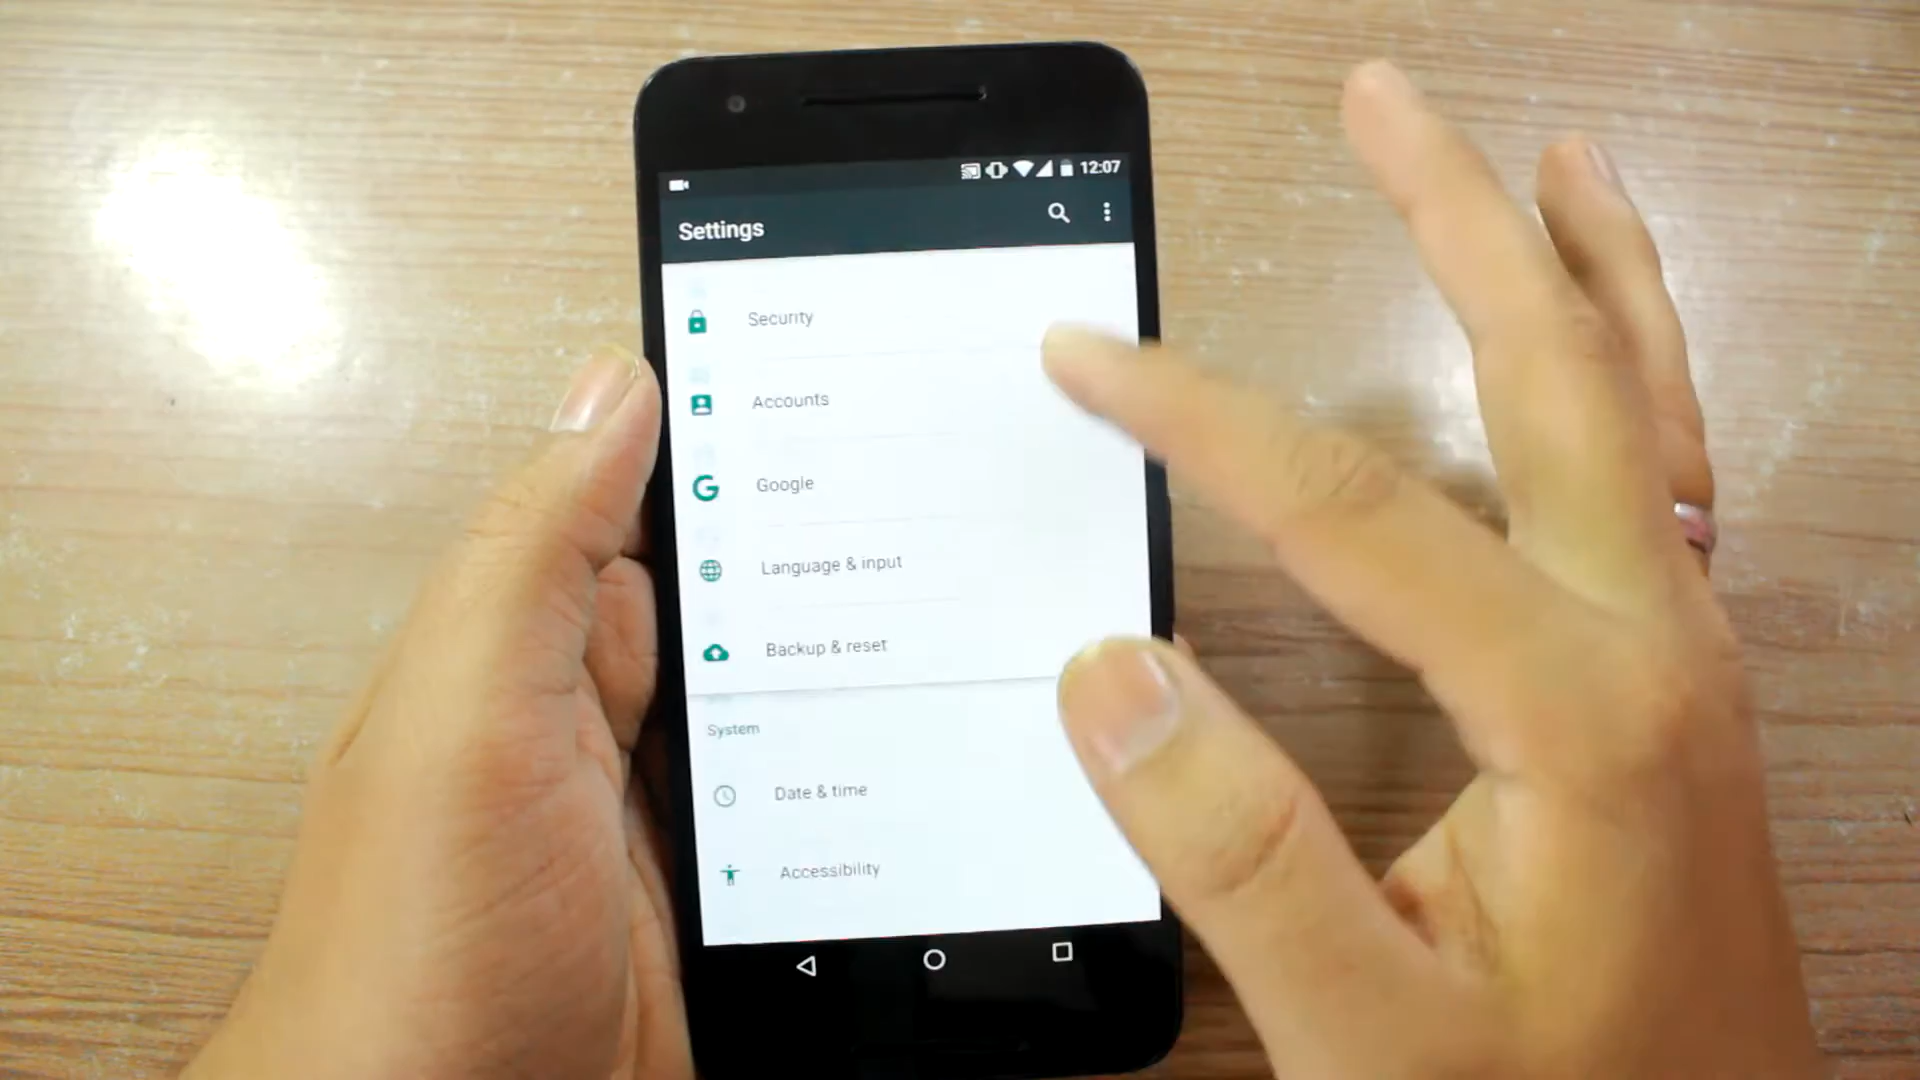 12:07
Settings
Security
Accounts
Google
Language & input
Backup & reset
System
Date & time
Accessibility